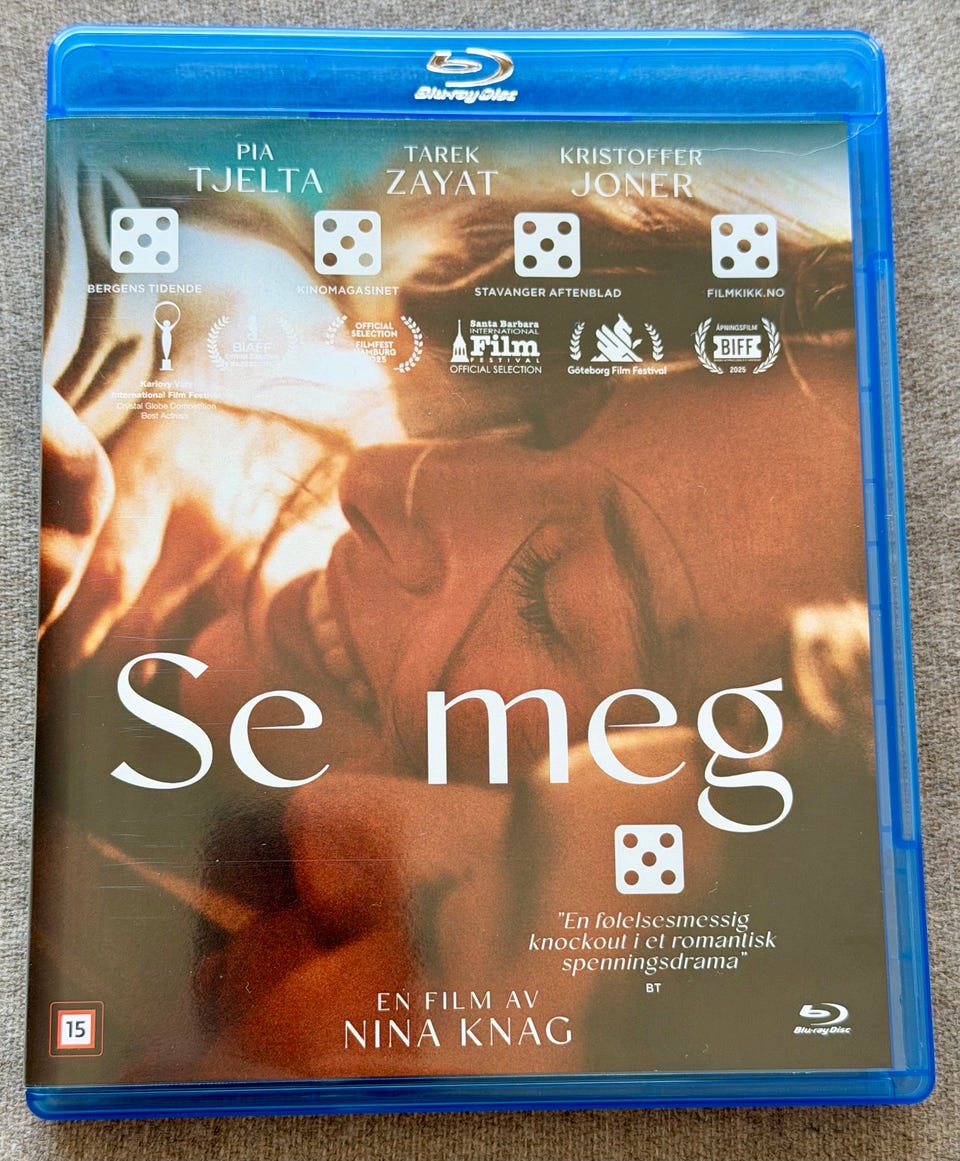 Blu-ray Disc
PIA TJELTA
TAREK ZAYAT
KRISTOFFER JONER
BERGENS TIDENDE
KINOMAGASINET
STAVANGER AFTENBLAD
FILMKIKK.NO
Karlovy Vary
International Film Festival
Crystal Globe Competition
Best Actress
BIAFF
OFFICIAL
SELECTION
FILMFEST
HAMBURG
2025
Santa Barbara
INTERNATIONAL
Film
FESTIVAL
OFFICIAL SELECTION
Göteborg Film Festival
ÅPNINGSFILM
BIFF
2025
Se meg
"En følelsesmessig
knockout i et romantisk
spenningsdrama"
BT
EN FILM AV
NINA KNAG
15
Blu-ray Disc